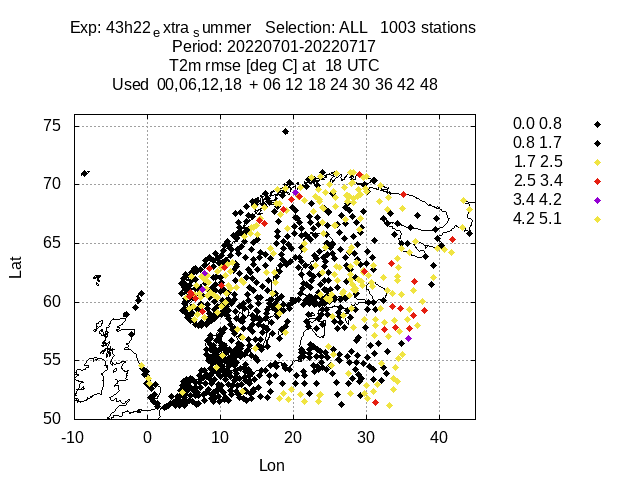 Exp: 43h22extrasummer Selection: ALL 1003 stations
Period: 20220701-20220717
T2m rmse [deg C] at 18 UTC
Used 00,06,12,18 + 06 12 18 24 30 36 42 48
75
70
65
60
55
50
-10 0 10 20 30 40
Lat
Lon
0.0 0.8
0.8 1.7
1.7 2.5
2.5 3.4
3.4 4.2
4.2 5.1